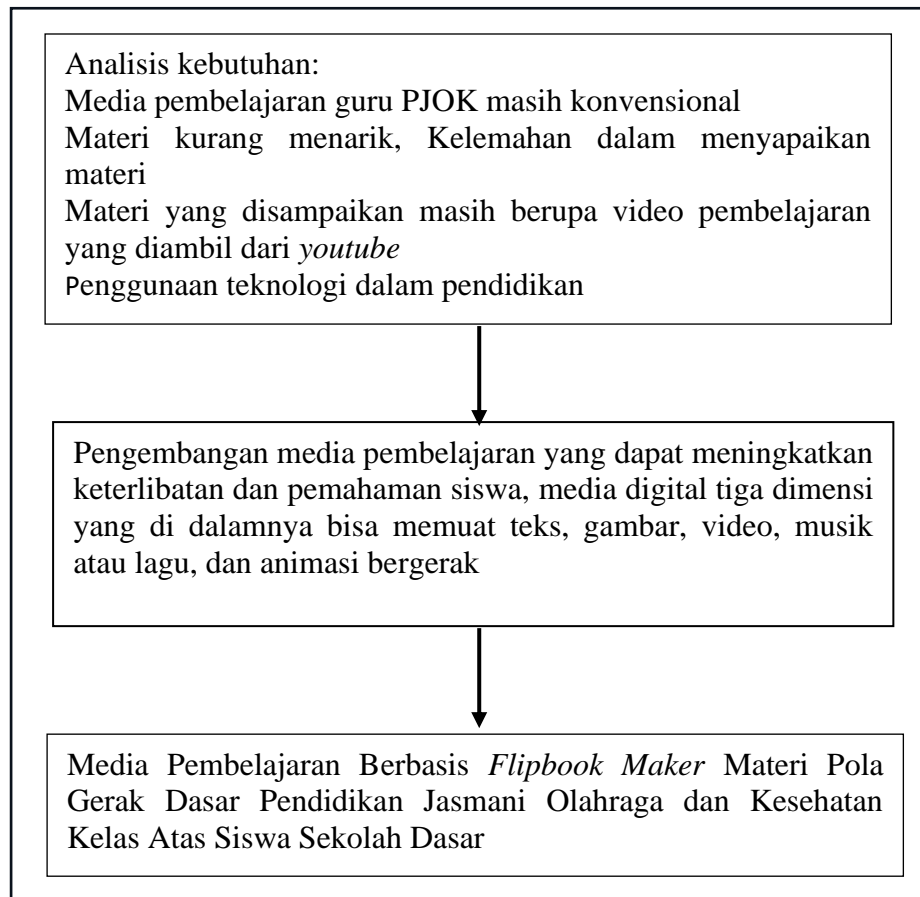 Analisis kebutuhan:
Media pembelajaran guru PJOK masih konvensional
Materi kurang menarik, Kelemahan dalam menyapaikan
materi
Materi yang disampaikan masih berupa video pembelajaran
yang diambil dari youtube
Penggunaan teknologi dalam pendidikan
Pengembangan media pembelajaran yang dapat meningkatkan
keterlibatan dan pemahaman siswa, media digital tiga dimensi
yang di dalamnya bisa memuat teks, gambar, video, musik
atau lagu, dan animasi bergerak
Media Pembelajaran Berbasis Flipbook Maker Materi Pola
Gerak Dasar Pendidikan Jasmani Olahraga dan Kesehatan
Kelas Atas Siswa Sekolah Dasar